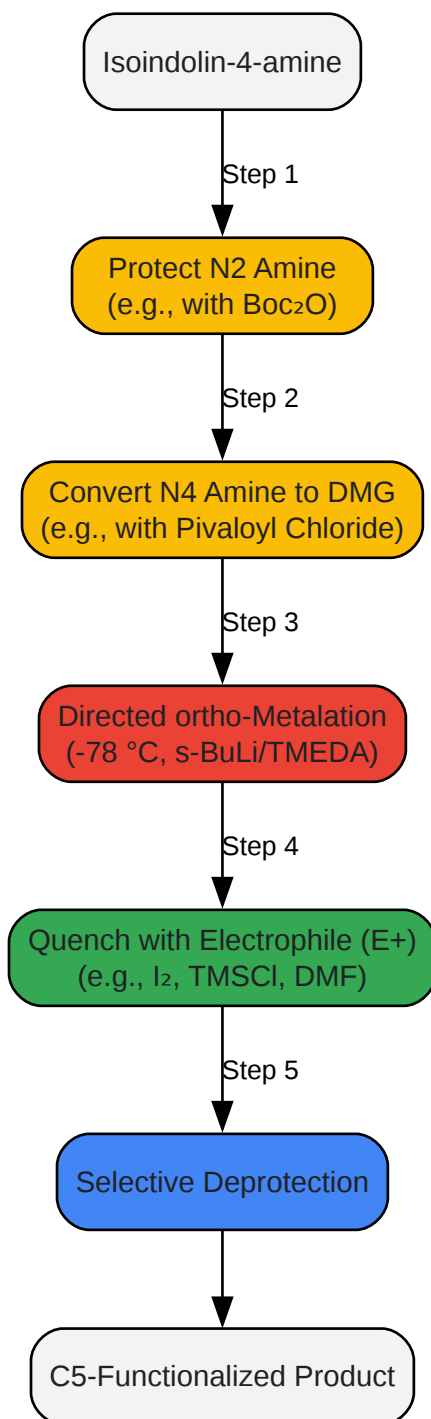 Isoindolin-4-amine
Step 1
Protect N2 Amine
(e.g., with Boc₂O)
Step 2
Convert N4 Amine to DMG
(e.g., with Pivaloyl Chloride)
Step 3
Directed ortho-Metalation
(-78 °C, s-BuLi/TMEDA)
Step 4
Quench with Electrophile (E+)
(e.g., I₂, TMSCl, DMF)
Step 5
Selective Deprotection
C5-Functionalized Product